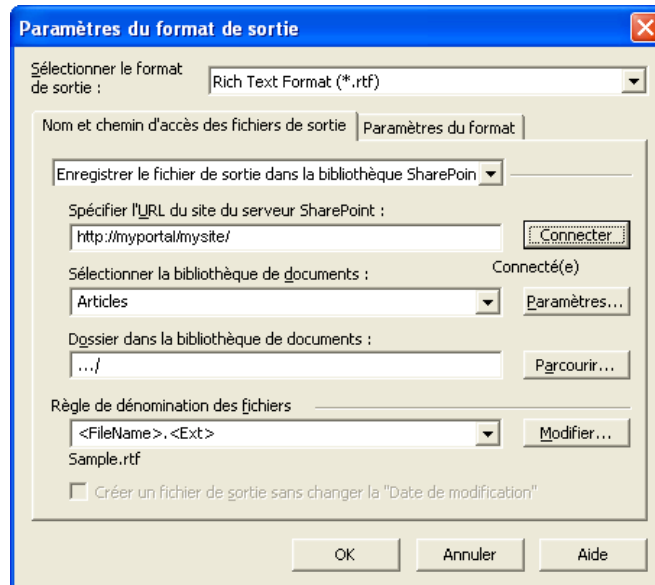 Paramètres du format de sortie
Sélectionner le format
de sortie :
Rich Text Format (*.rtf)
Nom et chemin d'accès des fichiers de sortie
Paramètres du format
Enregistrer le fichier de sortie dans la bibliothèque SharePoin
Spécifier l'URL du site du serveur SharePoint :
http://myportal/mysite/
Connecter
Connecté(e)
Sélectionner la bibliothèque de documents :
Articles
Paramètres...
Dossier dans la bibliothèque de documents :
.../
Parcourir...
Règle de dénomination des fichiers
<FileName>.<Ext>
Modifier...
Sample.rtf
Créer un fichier de sortie sans changer la "Date de modification"
OK
Annuler
Aide